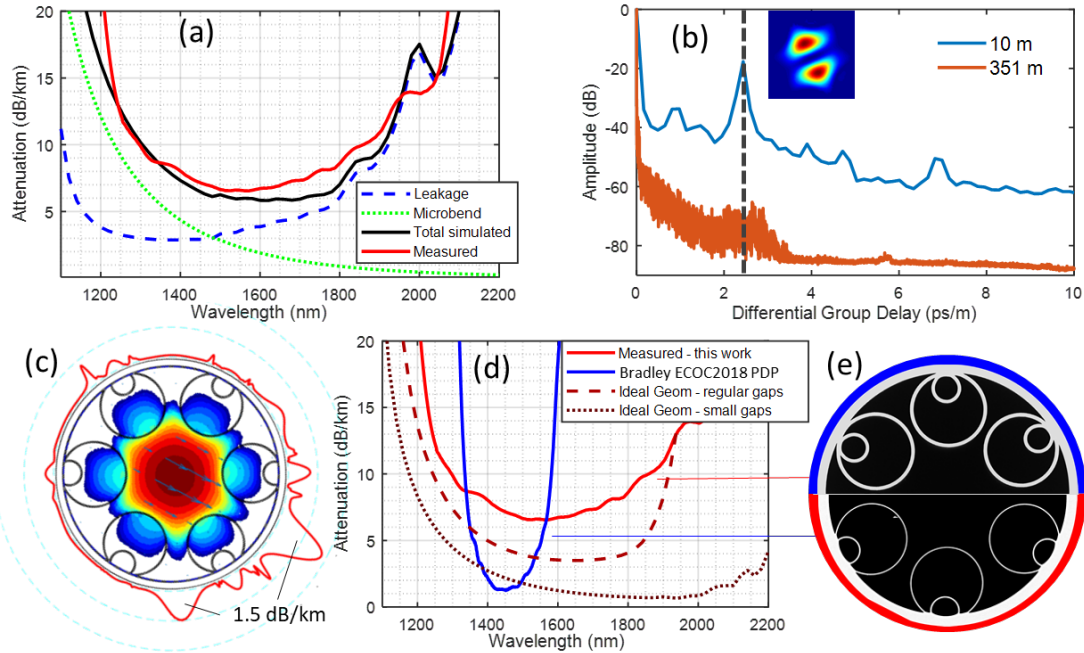 (a)
Attenuation (dB/km)
20
15
10
5
1200
1400
1600
1800
2000
2200
Wavelength (nm)
Leakage
Microbend
Total simulated
Measured
(b)
Amplitude (dB)
0
-20
-40
-60
-80
0
2
4
6
8
10
Differential Group Delay (ps/m)
10 m
351 m
(c)
1.5 dB/km
(d)
Attenuation (dB/km)
20
15
10
5
0
1200
1400
1600
1800
2000
2200
Wavelength (nm)
Measured - this work
Bradley ECOC2018 PDP
Ideal Geom - regular gaps
Ideal Geom - small gaps
(e)